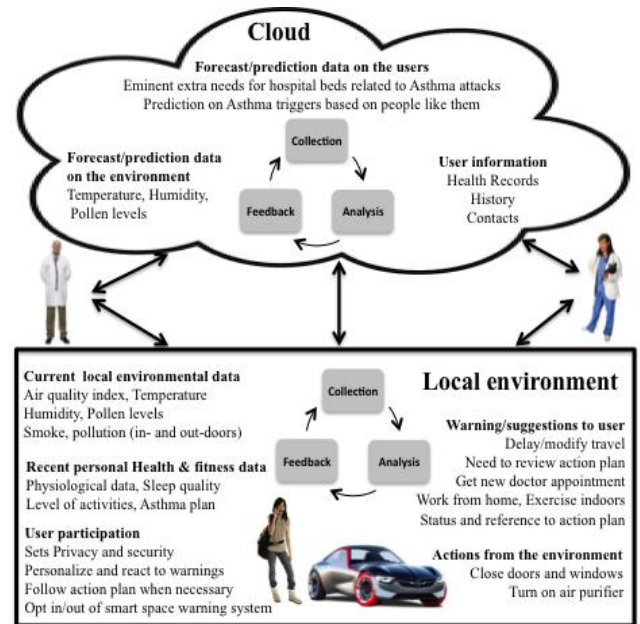 Cloud
Forecast/prediction data on the users
Eminent extra needs for hospital beds related to Asthma attacks
Prediction on Asthma triggers based on people like them
Collection
Forecast/prediction data
on the environment
Temperature, Humidity,
Pollen levels
Feedback
Analysis
User information
Health Records
History
Contacts
Local environment
Current local environmental data
Air quality index, Temperature
Humidity, Pollen levels
Smoke, pollution (in- and out-doors)
Recent personal Health & fitness data
Physiological data, Sleep quality
Level of activities, Asthma plan
User participation
Sets Privacy and security
Personalize and react to warnings
Follow action plan when necessary
Opt in/out of smart space warning system
Collection
Feedback
Analysis
Warning/suggestions to user
Delay/modify travel
Need to review action plan
Get new doctor appointment
Work from home, Exercise indoors
Status and reference to action plan
Actions from the environment
Close doors and windows
Turn on air purifier